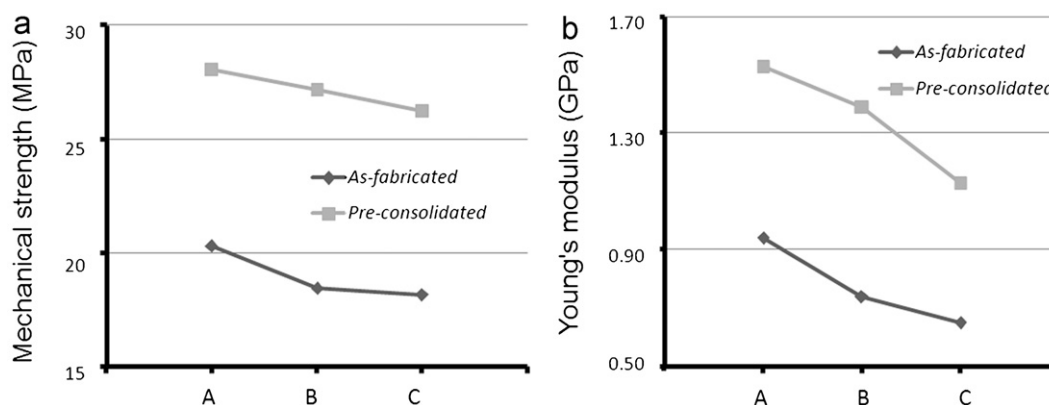 a
Mechanical strength (MPa)
30
25
20
15
As-fabricated
Pre-consolidated
A B C
b
Young's modulus (GPa)
1.70
1.30
0.90
0.50
As-fabricated
Pre-consolidated
A B C